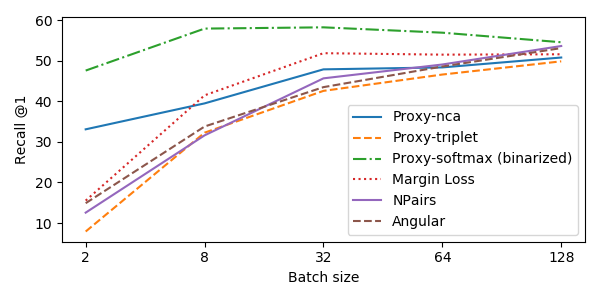 60
50
40
30
20
10
Recall @1
Proxy-nca
Proxy-triplet
Proxy-softmax (binarized)
Margin Loss
NPairs
Angular
2 8 32 64 128
Batch size